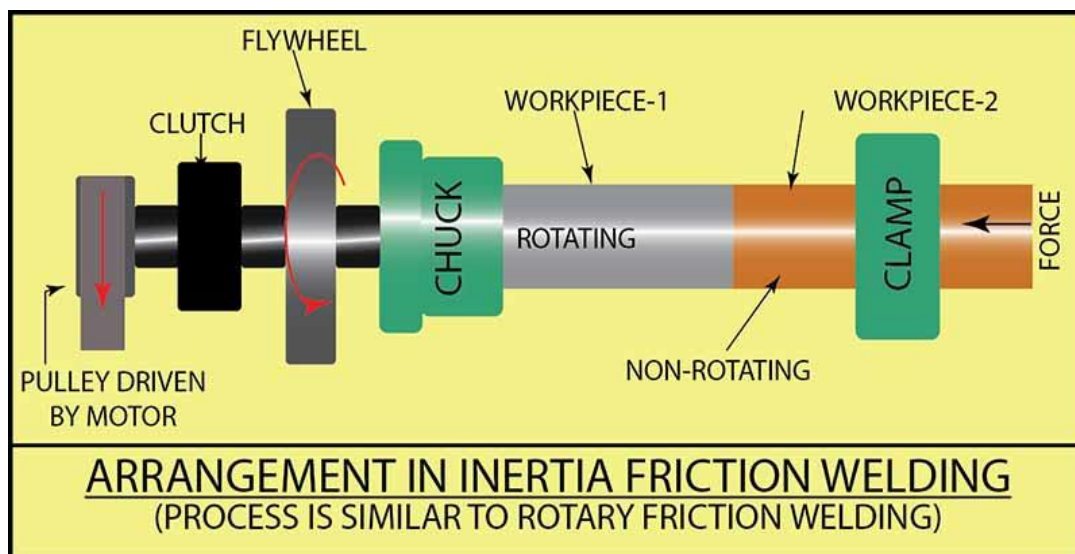 FLYWHEEL
CLUTCH
WORKPIECE-1
WORKPIECE-2
CHUCK
ROTATING
CLAMP
FORCE
NON-ROTATING
PULLEY DRIVEN
BY MOTOR
ARRANGEMENT IN INERTIA FRICTION WELDING
(PROCESS IS SIMILAR TO ROTARY FRICTION WELDING)